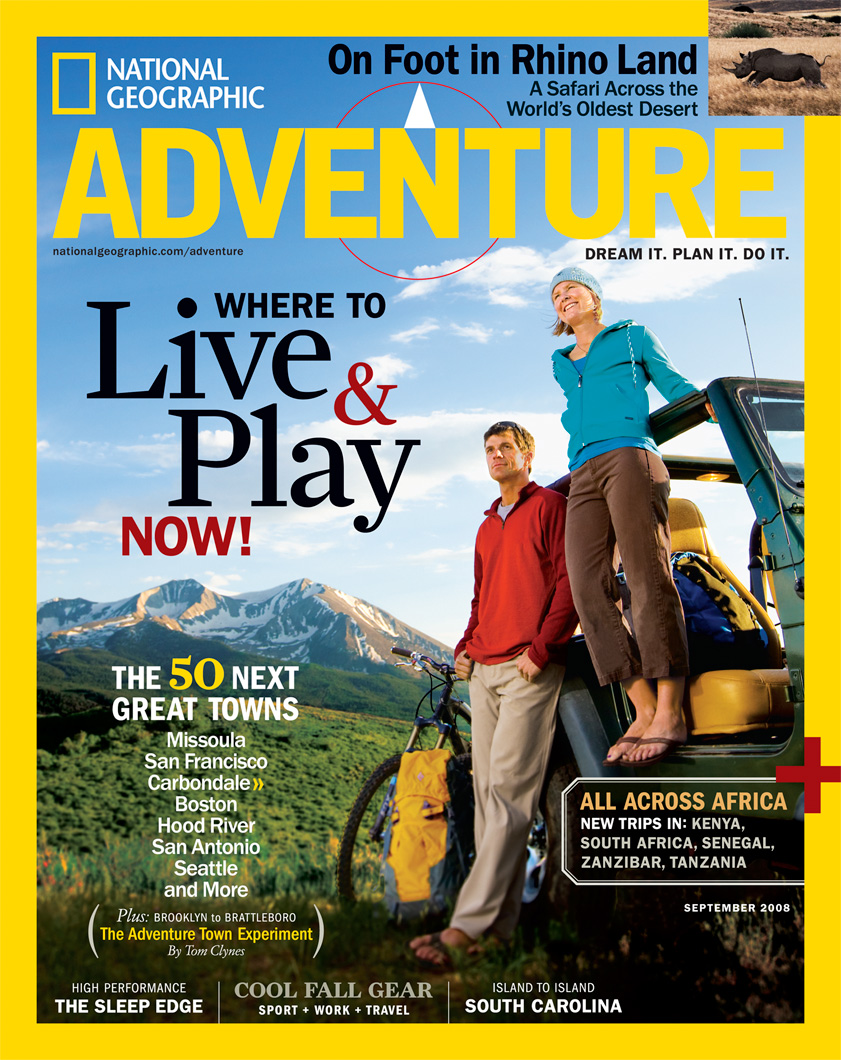 NATIONAL
GEOGRAPHIC
On Foot in Rhino Land
A Safari Across the
World's Oldest Desert
ADVENTURE
nationalgeographic.com/adventure
DREAM IT. PLAN IT. DO IT.
WHERE TO
Live &
Play
NOW!
THE 50 NEXT
GREAT TOWNS
Missoula
San Francisco
Carbondale»
Boston
Hood River
San Antonio
Seattle
and More
(Plus: BROOKLYN to BRATTLEBORO
The Adventure Town Experiment
By Tom Clynes)
+
ALL ACROSS AFRICA
NEW TRIPS IN: KENYA,
SOUTH AFRICA, SENEGAL,
ZANZIBAR, TANZANIA
SEPTEMBER 2008
HIGH PERFORMANCE
THE SLEEP EDGE
COOL FALL GEAR
SPORT + WORK + TRAVEL
ISLAND TO ISLAND
SOUTH CAROLINA